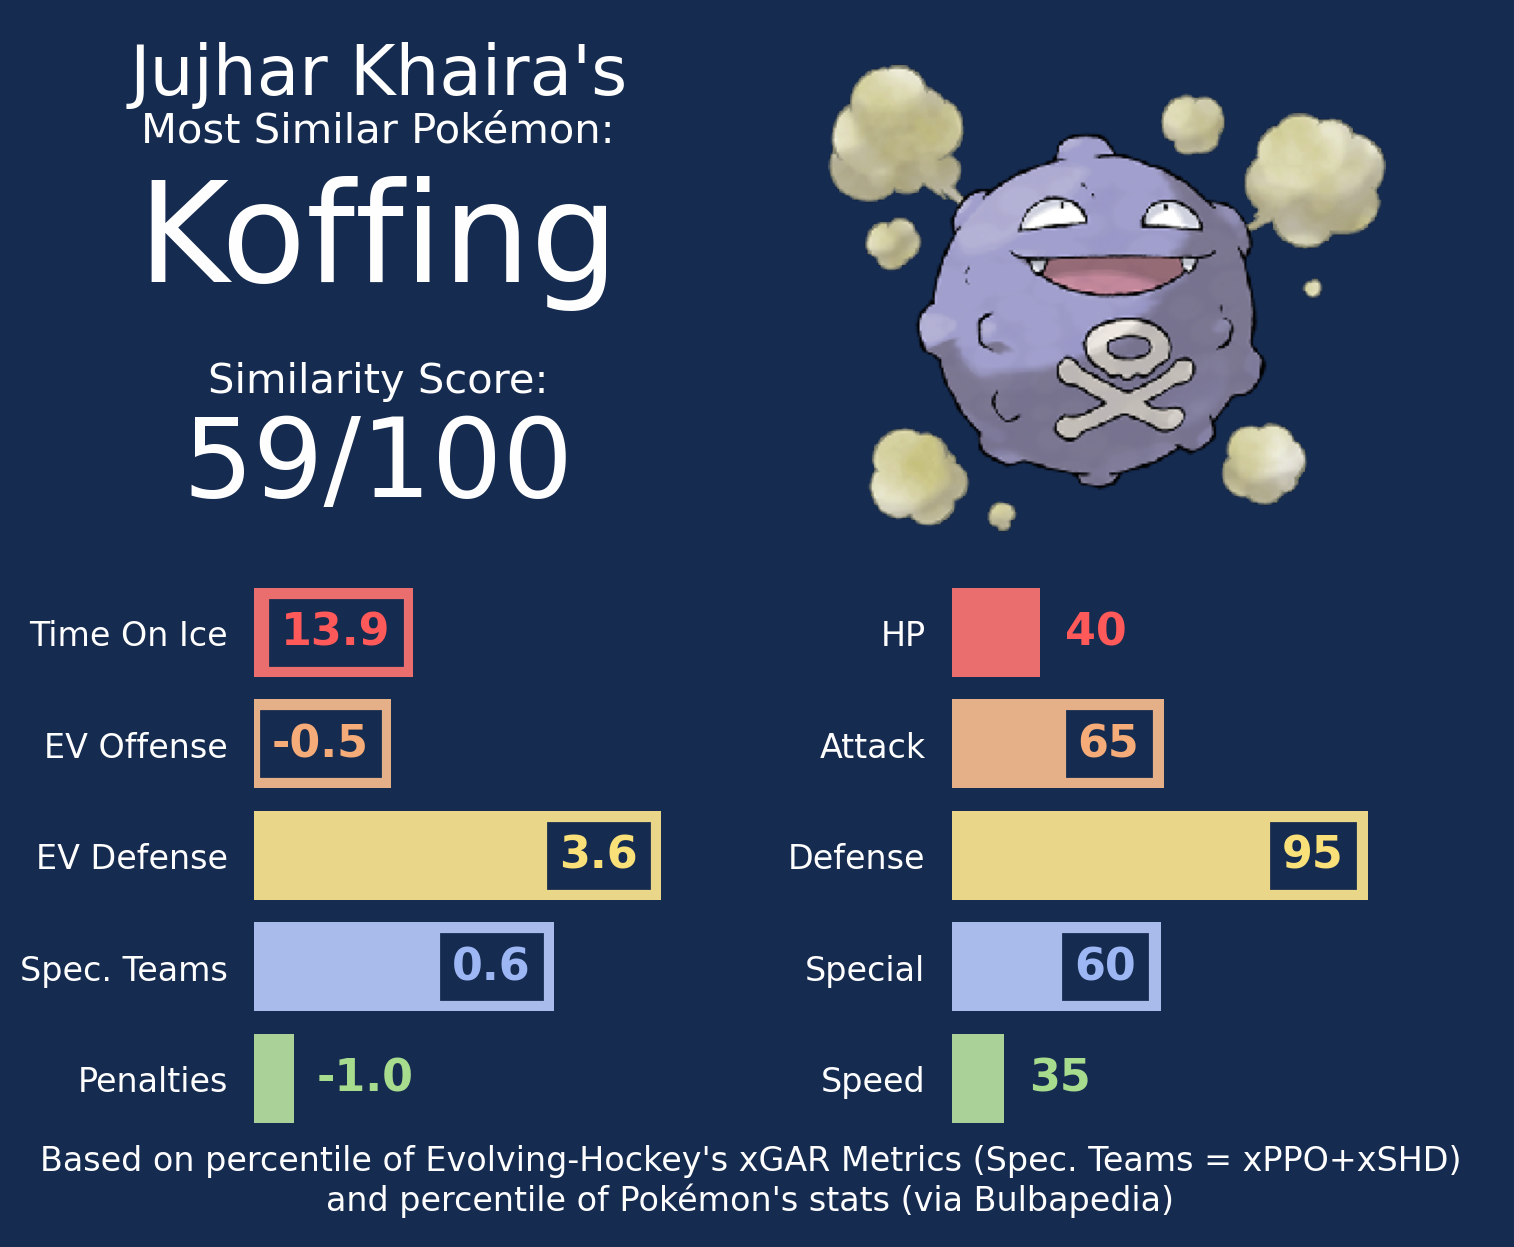 Jujhar Khaira's
Most Similar Pokémon:
Koffing
Similarity Score:
59/100
Time On Ice 13.9
EV Offense -0.5
EV Defense 3.6
Spec. Teams 0.6
Penalties -1.0
HP 40
Attack 65
Defense 95
Special 60
Speed 35
Based on percentile of Evolving-Hockey's xGAR Metrics (Spec. Teams = xPPO+xSHD)
and percentile of Pokémon's stats (via Bulbapedia)